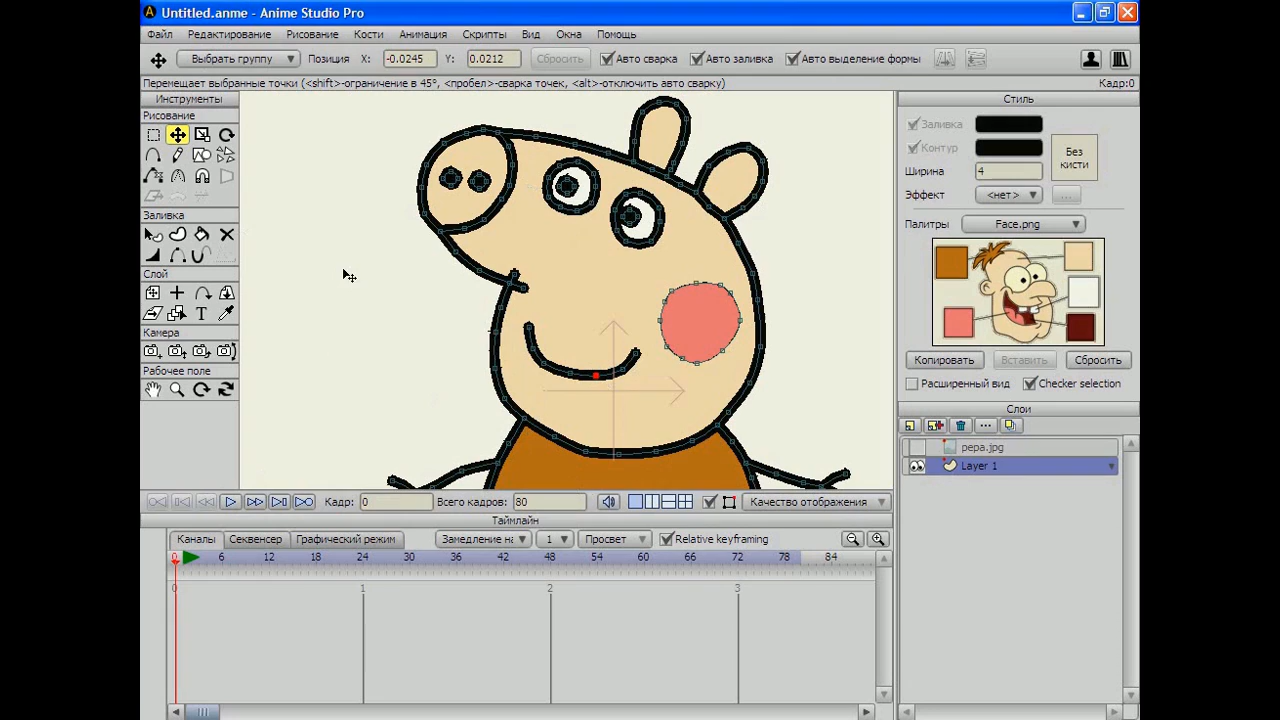 Untitled.anme - Anime Studio Pro
Файл Редактирование Рисование Кости Анимация Скрипты Вид Окна Помощь
Выбрать группу Позиция X: -0.0245 Y: 0.0212 Сбросить Авто сварка Авто заливка Авто выделение формы
Перемещает выбранные точки (<shift>-ограничение в 45°, <пробел>-сварка точек, <alt>-отключить авто сварку) Кадр:0
Инструменты
Рисование
Заливка
Слой
Камера
Рабочее поле
Стиль
Заливка
Контур
Без кисти
Ширина 4
Эффект <нет> ...
Палитры Face.png
Копировать Вставить Сбросить
Расширенный вид Checker selection
Слои
pepa.jpg
Layer 1
Кадр: 0 Всего кадров: 80 Качество отображения
Таймлайн
Каналы Секвенсер Графический режим Замедление на 1 Просвет Relative keyframing
0 6 12 18 24 30 36 42 48 54 60 66 72 78 84
0 1 2 3